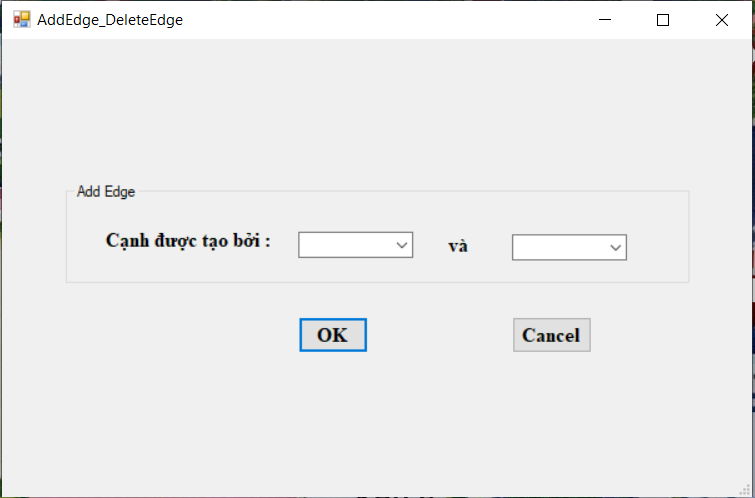 AddEdge_DeleteEdge
Add Edge
Cạnh được tạo bởi : và
OK Cancel